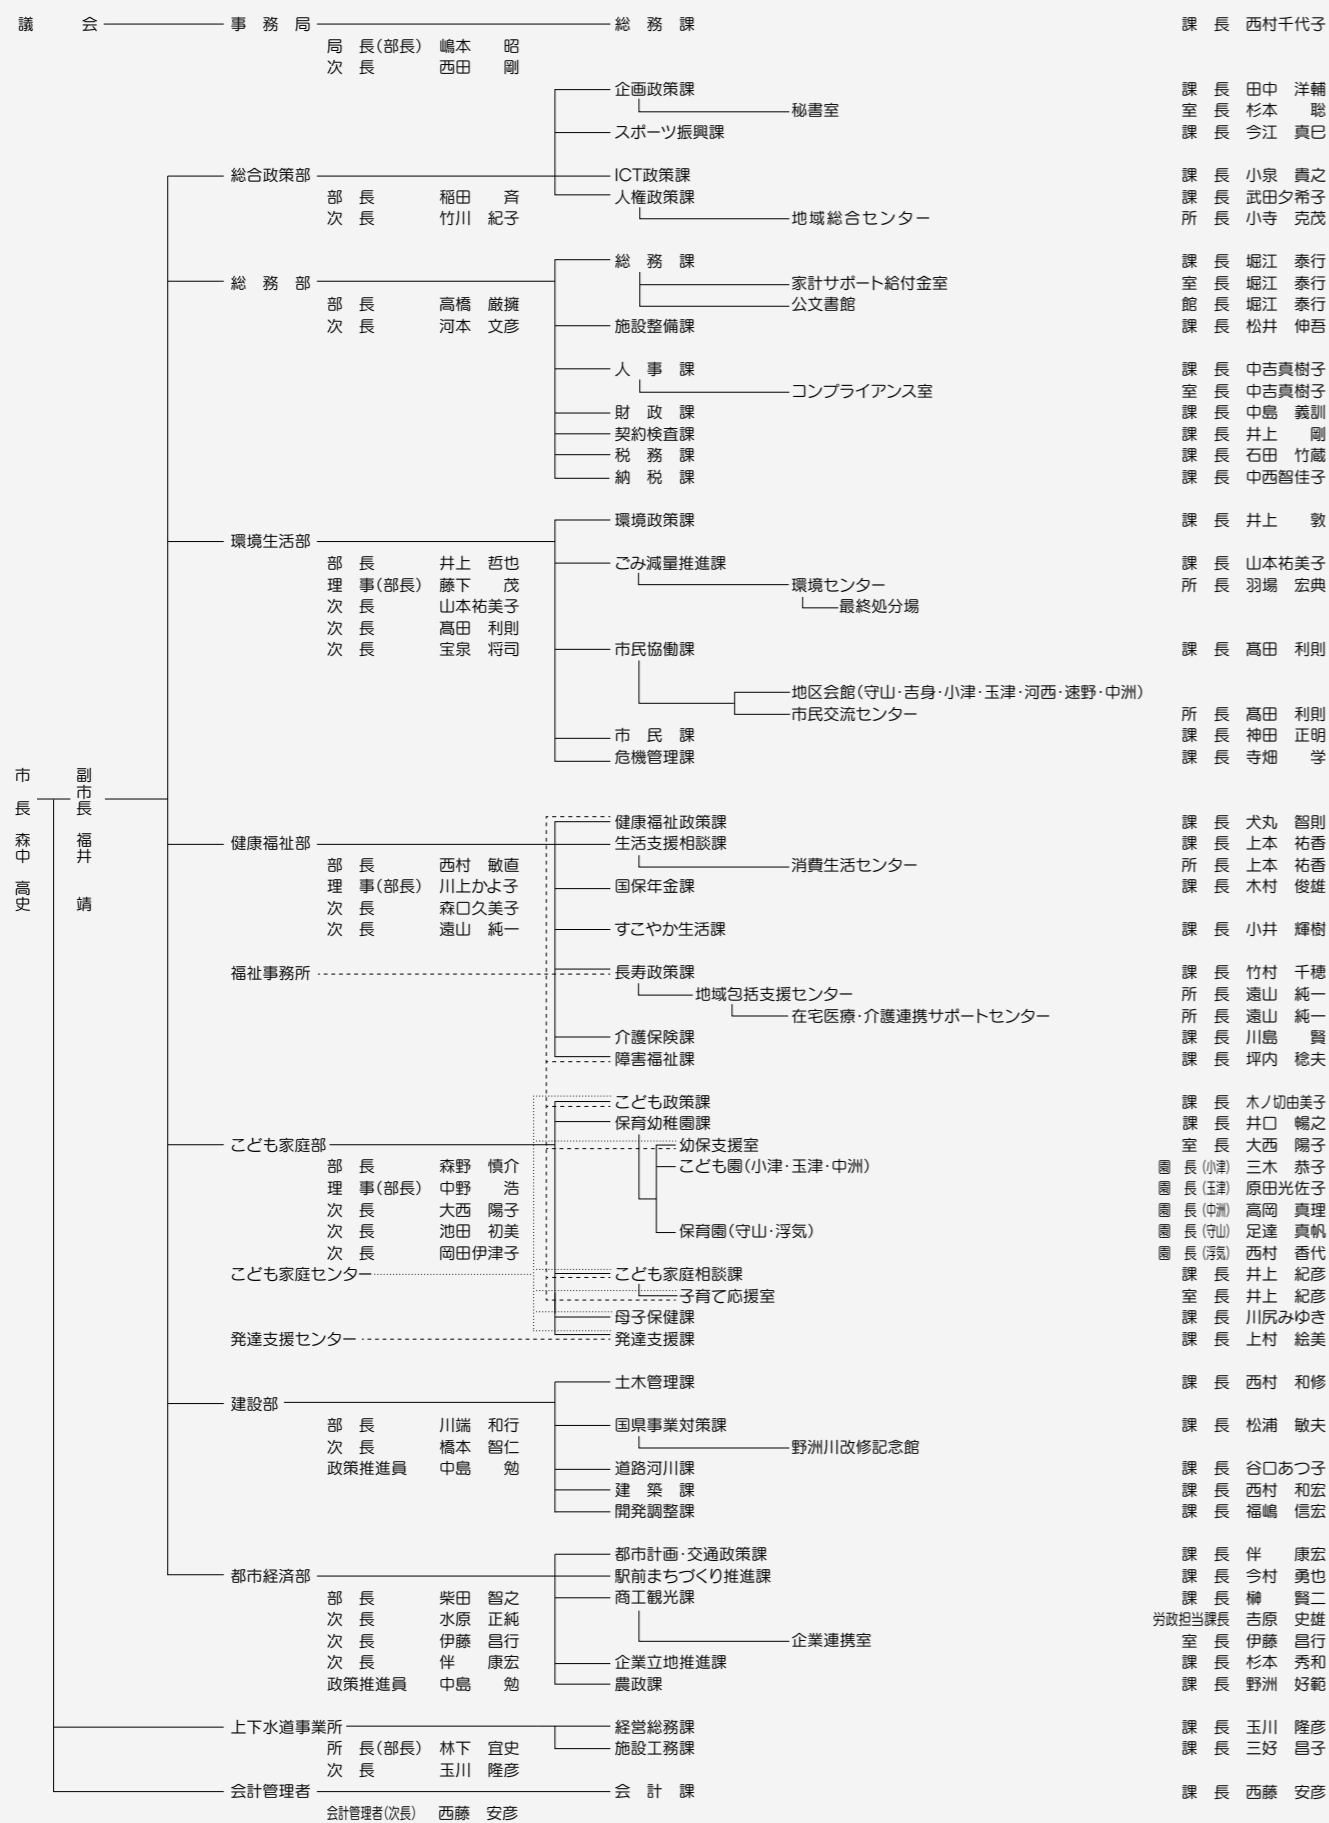 議　会　事　務　局　総　務　課　課　長　西村千代子
局　長(部長)　嶋本　昭
次　長　西田　剛
企画政策課　課　長　田中　洋輔
秘書室　室　長　杉本　聡
スポーツ振興課　課　長　今江　真巳
総合政策部　ICT政策課　課　長　小泉　貴之
部　長　稲田　斉　人権政策課　課　長　武田夕希子
次　長　竹川　紀子　地域総合センター　所　長　小寺　克茂
総　務　課　課　長　堀江　泰行
総　務　部　家計サポート給付金室　室　長　堀江　泰行
部　長　高橋　厳擁　公文書館　館　長　堀江　泰行
次　長　河本　文彦　施設整備課　課　長　松井　伸吾
人　事　課　課　長　中吉真樹子
コンプライアンス室　室　長　中吉真樹子
財　政　課　課　長　中島　義訓
契約検査課　課　長　井上　剛
税　務　課　課　長　石田　竹蔵
納　税　課　課　長　中西智佳子
環境政策課　課　長　井上　敦
環境生活部
部　長　井上　哲也　ごみ減量推進課　課　長　山本祐美子
理　事(部長)　藤下　茂　環境センター　所　長　羽場　宏典
次　長　山本祐美子　最終処分場
次　長　髙田　利則
次　長　宝泉　将司　市民協働課　課　長　髙田　利則
地区会館(守山・吉身・小津・玉津・河西・速野・中洲)
市民交流センター　所　長　髙田　利則
市　民　課　課　長　神田　正明
危機管理課　課　長　寺畑　学
市　長　森中　高史
副市長　福井　靖
健康福祉政策課　課　長　犬丸　智則
健康福祉部　生活支援相談課　課　長　上本　祐香
部　長　西村　敏直　消費生活センター　所　長　上本　祐香
理　事(部長)　川上かよ子　国保年金課　課　長　木村　俊雄
次　長　森口久美子
次　長　遠山　純一　すこやか生活課　課　長　小井　輝樹
福祉事務所　長寿政策課　課　長　竹村　千穂
地域包括支援センター　所　長　遠山　純一
在宅医療・介護連携サポートセンター　所　長　遠山　純一
介護保険課　課　長　川島　賢
障害福祉課　課　長　坪内　稔夫
こども政策課　課　長　木ノ切由美子
保育幼稚園課　課　長　井口　暢之
こども家庭部　幼保支援室　室　長　大西　陽子
部　長　森野　慎介　こども園(小津・玉津・中洲)　園　長(小津)　三木　恭子
理　事(部長)　中野　浩　園　長(玉津)　原田光佐子
次　長　大西　陽子　園　長(中洲)　高岡　真理
次　長　池田　初美　保育園(守山・浮気)　園　長(守山)　足達　真帆
次　長　岡田伊津子　園　長(浮気)　西村　香代
こども家庭センター　こども家庭相談課　課　長　井上　紀彦
子育て応援室　室　長　井上　紀彦
母子保健課　課　長　川尻みゆき
発達支援センター　発達支援課　課　長　上村　絵美
土木管理課　課　長　西村　和修
建設部
部　長　川端　和行　国県事業対策課　課　長　松浦　敏夫
次　長　橋本　智仁　野洲川改修記念館
政策推進員　中島　勉　道路河川課　課　長　谷口あつ子
建　築　課　課　長　西村　和宏
開発調整課　課　長　福嶋　信宏
都市計画・交通政策課　課　長　伴　康宏
都市経済部　駅前まちづくり推進課　課　長　今村　勇也
部　長　柴田　智之　商工観光課　課　長　榊　賢二
次　長　水原　正純　労政担当課長　吉原　史雄
次　長　伊藤　昌行　企業連携室　室　長　伊藤　昌行
次　長　伴　康宏　企業立地推進課　課　長　杉本　秀和
政策推進員　中島　勉　農政課　課　長　野洲　好範
上下水道事業所　経営総務課　課　長　玉川　隆彦
所　長(部長)　林下　宜史　施設工務課　課　長　三好　昌子
次　長　玉川　隆彦
会計管理者　会　計　課　課　長　西藤　安彦
会計管理者(次長)　西藤　安彦